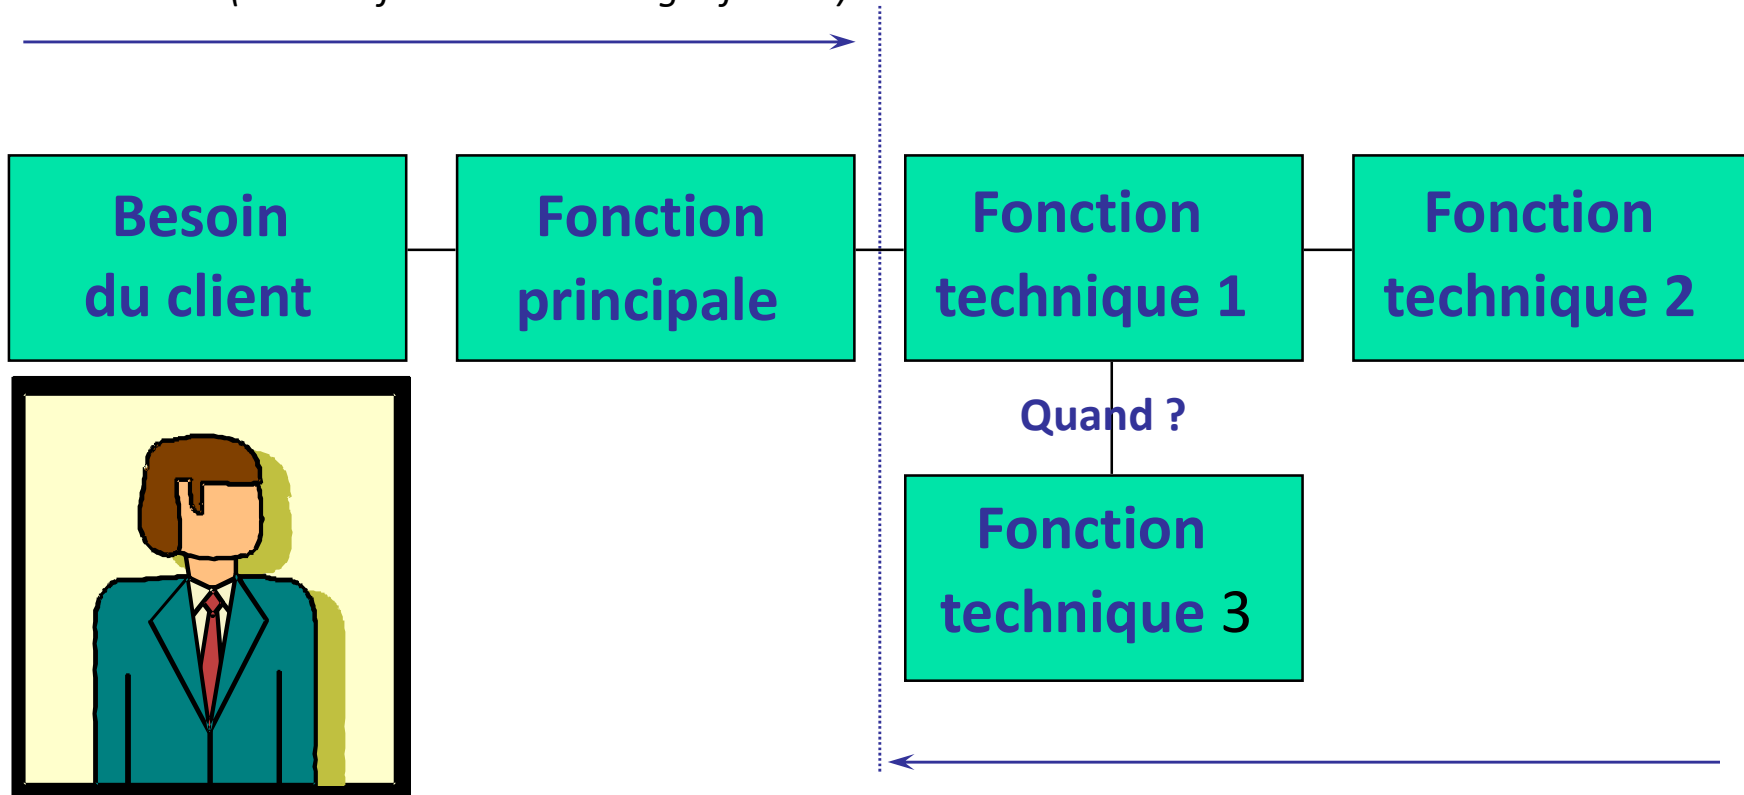 Besoin
du client
Fonction
principale
Fonction
technique 1
Fonction
technique 2
Quand ?
Fonction
technique 3